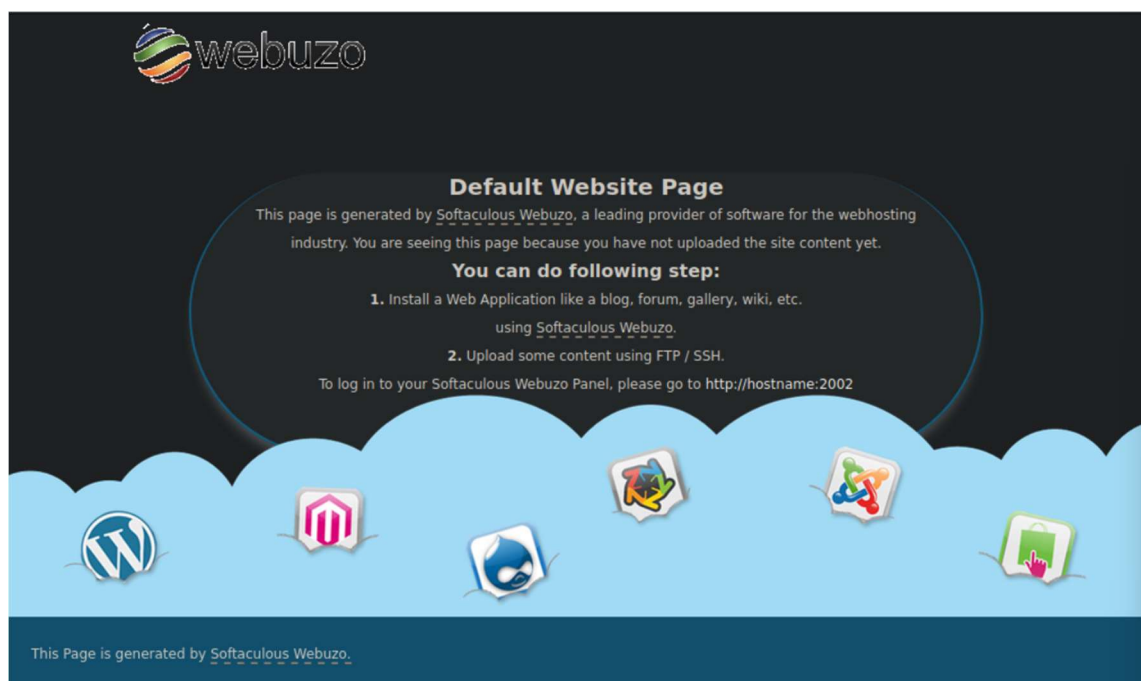 webuzo
Default Website Page
This page is generated by Softaculous Webuzo, a leading provider of software for the webhosting
industry. You are seeing this page because you have not uploaded the site content yet.
You can do following step:
1. Install a Web Application like a blog, forum, gallery, wiki, etc.
using Softaculous Webuzo.
2. Upload some content using FTP / SSH.
To log in to your Softaculous Webuzo Panel, please go to http://hostname:2002
This Page is generated by Softaculous Webuzo.